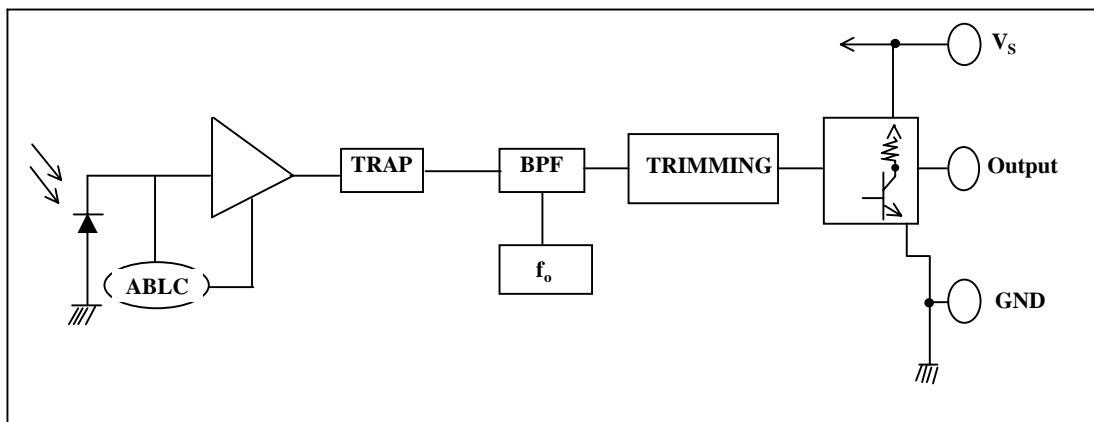 V_S
TRAP
BPF
TRIMMING
Output
f_o
ABLC
GND